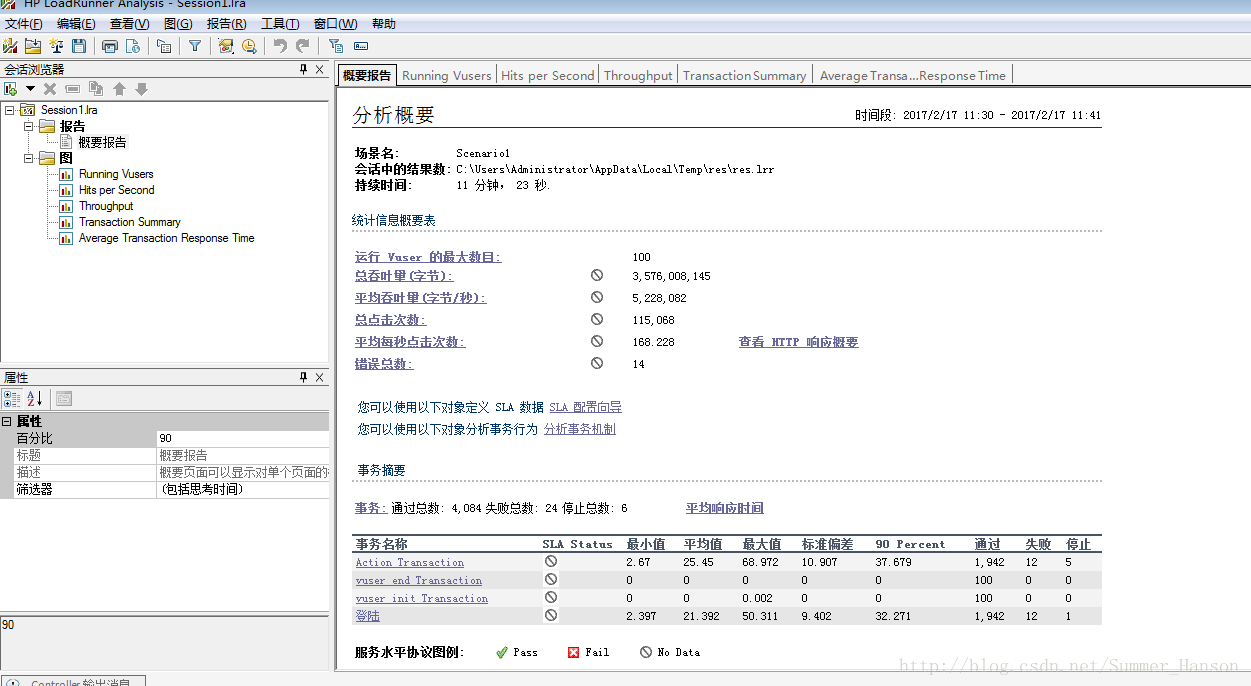 HP LoadRunner Analysis - Session1.lra
文件(F) 编辑(E) 查看(V) 图(G) 报告(R) 工具(T) 窗口(W) 帮助
会话浏览器
Session1.lra
报告
概要报告
图
Running Vusers
Hits per Second
Throughput
Transaction Summary
Average Transaction Response Time
属性
属性
百分比 90
标题 概要报告
描述 概要页面可以显示对单个页面的
筛选器 (包括思考时间)
90
Controller 输出消息
概要报告 Running Vusers Hits per Second Throughput Transaction Summary Average Transa...Response Time
分析概要 时间段: 2017/2/17 11:30 - 2017/2/17 11:41
场景名: Scenario1
会话中的结果数: C:\Users\Administrator\AppData\Local\Temp\res\res.lrr
持续时间: 11 分钟, 23 秒.
统计信息概要表
运行 Vuser 的最大数目: 100
总吞吐量(字节): 3,576,008,145
平均吞吐量(字节/秒): 5,228,082
总点击次数: 115,068
平均每秒点击次数: 168.228 查看 HTTP 响应概要
错误总数: 14
您可以使用以下对象定义 SLA 数据 SLA 配置向导
您可以使用以下对象分析事务行为 分析事务机制
事务摘要
事务: 通过总数: 4,084 失败总数: 24 停止总数: 6 平均响应时间
事务名称 SLA Status 最小值 平均值 最大值 标准偏差 90 Percent 通过 失败 停止
Action Transaction 2.67 25.45 68.972 10.907 37.679 1,942 12 5
vuser end Transaction 0 0 0 0 0 100 0 0
vuser init Transaction 0 0 0.002 0 0 100 0 0
登陆 2.397 21.392 50.311 9.402 32.271 1,942 12 1
服务水平协议图例: Pass Fail No Data
http://blog.csdn.net/Summer_Hanson